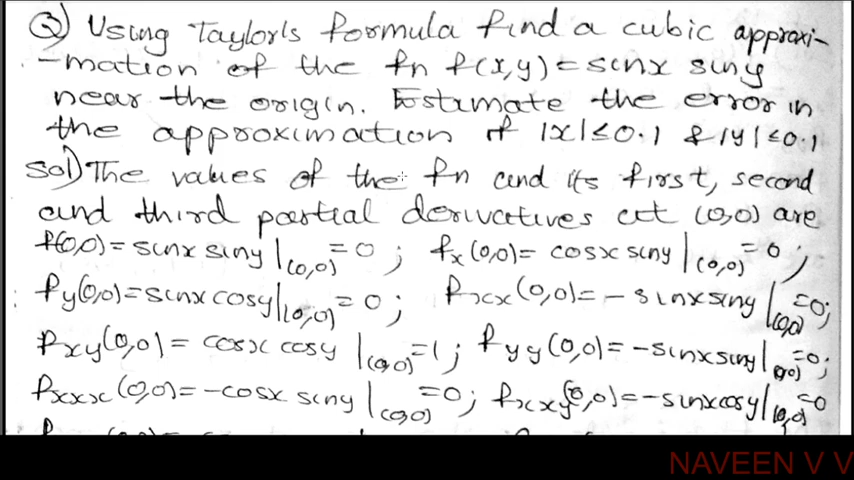 Q) Using Taylor's formula find a cubic approxi-
-mation of the fn f(x,y) = sinx siny
near the origin. Estimate the error in
the approximation if |x| ≤ 0.1 & |y| ≤ 0.1
Sol) The values of the fn and its first, second
and third partial derivatives at (0,0) are
f(0,0) = sinx siny |(0,0) = 0 ; fx(0,0) = cosx siny |(0,0) = 0 ;
fy(0,0) = sinx cosy |(0,0) = 0 ; fxx(0,0) = - sinx siny |(0,0) = 0 ;
fxy(0,0) = cosx cosy |(0,0) = 1 ; fyy(0,0) = -sinx siny |(0,0) = 0 ;
fxxx(0,0) = -cosx siny |(0,0) = 0 ; fxxy(0,0) = -sinx cosy |(0,0) = 0
NAVEEN V V